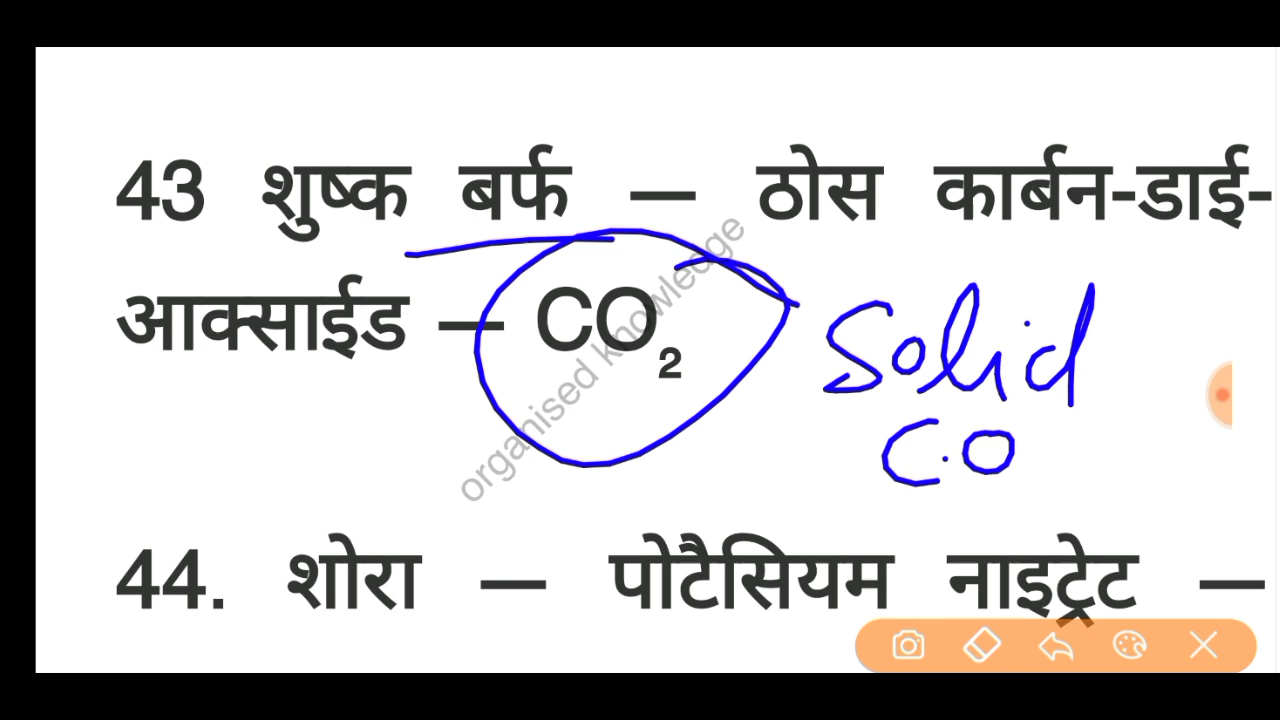 43 शुष्क बर्फ — ठोस कार्बन-डाई-
आक्साईड — CO₂
Solid
C.O
organised knowledge
44. शोरा — पोटैसियम नाइट्रेट —